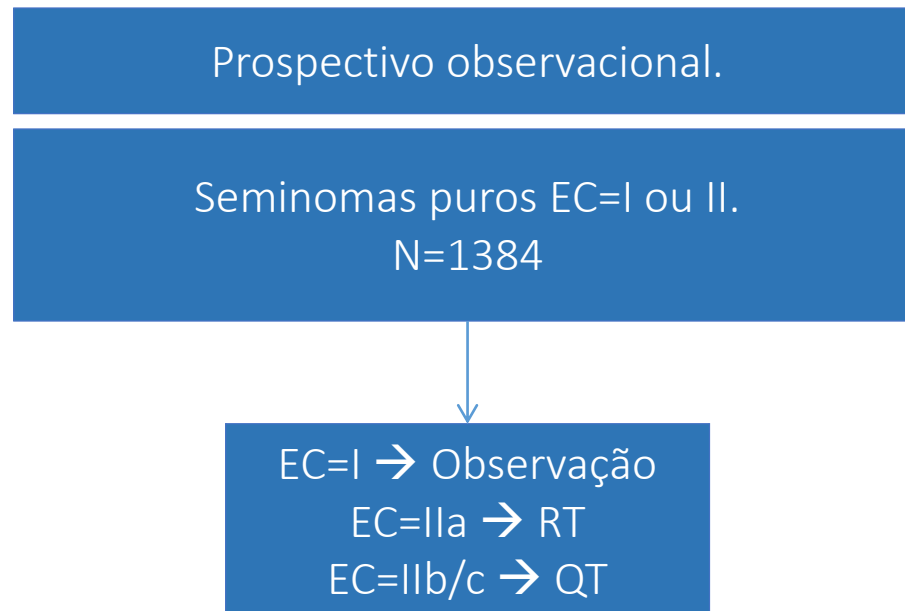 Prospectivo observacional.
Seminomas puros EC=I ou II.
N=1384
EC=I → Observação
EC=IIa → RT
EC=IIb/c → QT